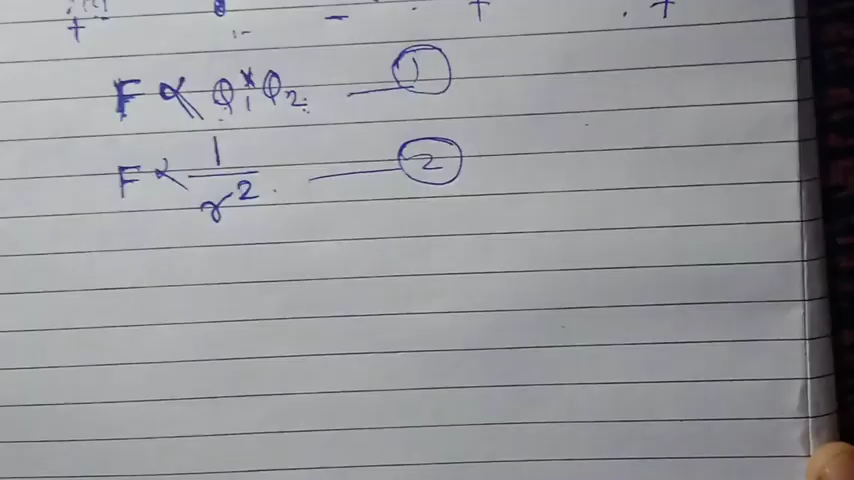 + - + +
F ∝ Q₁ × Q₂ — ①
F ∝ 1/r² — ②